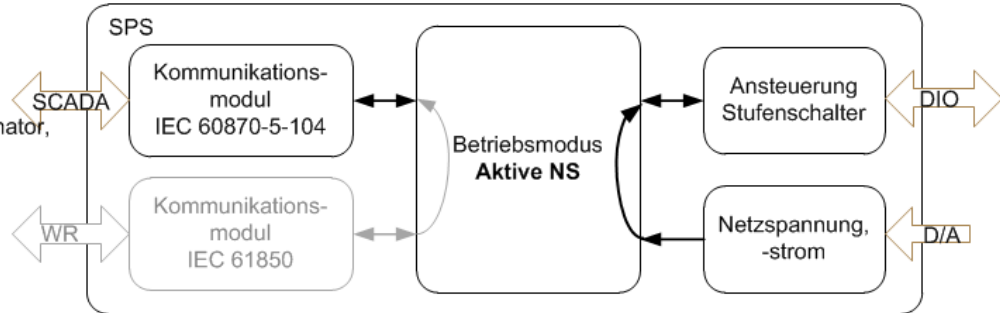 SPS
Kommunikations-
modul
IEC 60870-5-104
SCADA
Kommunikations-
modul
IEC 61850
WR
Betriebsmodus
Aktive NS
Ansteuerung
Stufenschalter
DIO
Netzspannung,
-strom
D/A